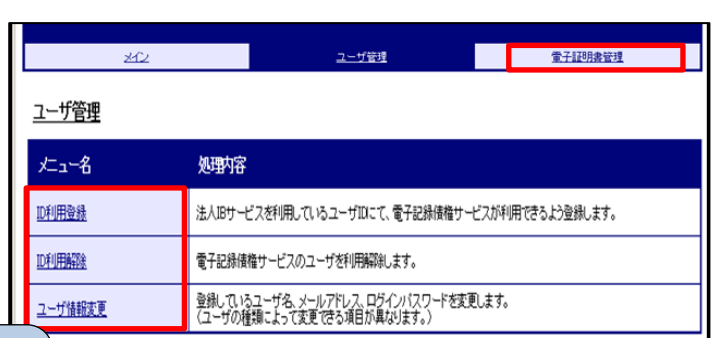 メイン ユーザ管理 電子証明書管理
ユーザ管理
メニュー名 処理内容
ID利用登録 法人IBサービスを利用しているユーザIDにて、電子記録債権サービスが利用できるよう登録します。
ID利用解除 電子記録債権サービスのユーザを利用解除します。
ユーザ情報変更 登録しているユーザ名、メールアドレス、ログインパスワードを変更します。
(ユーザの種類によって変更できる項目が異なります。)